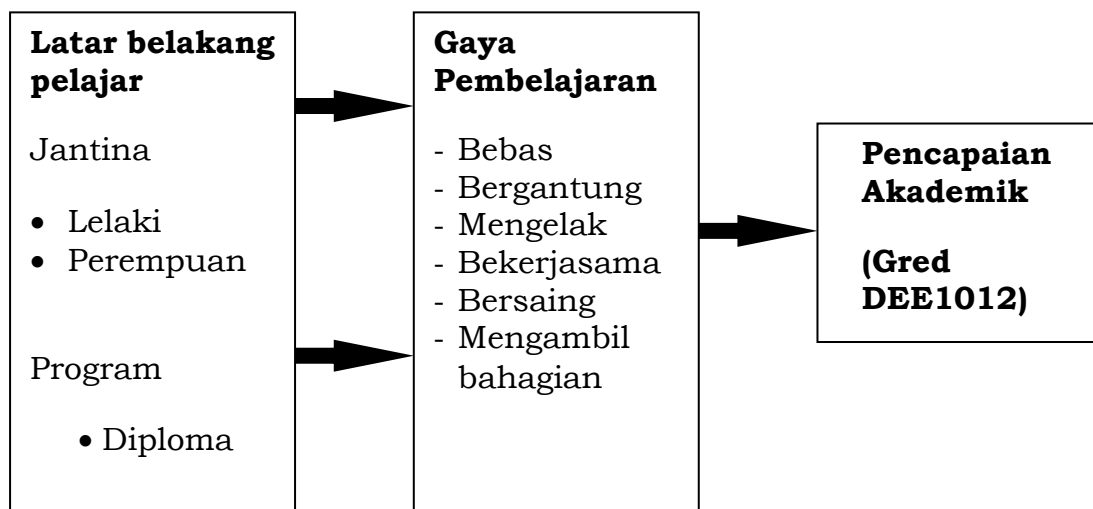 Latar belakang
pelajar
Jantina
• Lelaki
• Perempuan
Program
• Diploma
Gaya
Pembelajaran
- Bebas
- Bergantung
- Mengelak
- Bekerjasama
- Bersaing
- Mengambil
bahagian
Pencapaian
Akademik
(Gred
DEE1012)